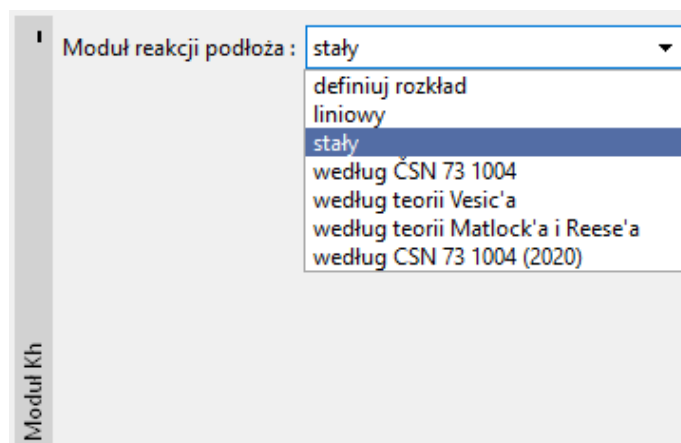 Moduł reakcji podłoża : stały
definiuj rozkład
liniowy
stały
według ČSN 73 1004
według teorii Vesic'a
według teorii Matlock'a i Reese'a
według CSN 73 1004 (2020)
Moduł Kh